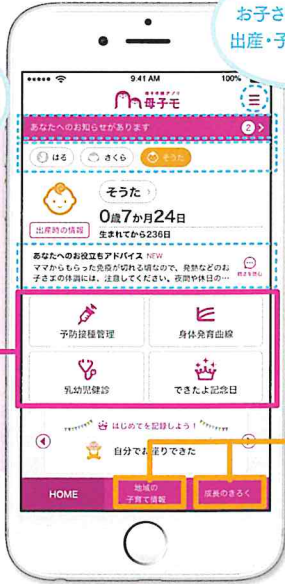 お子さ
出産・子
9:41 AM
100%
母子手帳アプリ
母子モ
あなたへのお知らせがあります
2
はる
さくら
そうた
そうた
0歳7か月24日
出産時の情報
生まれてから236日
あなたへのお役立ちアドバイス NEW
ママからもらった免疫が切れる頃なので、発熱などのお
子さまの体調には、注意してください。夜間や休日の…
続きを読む
予防接種管理
身体発育曲線
乳幼児健診
できたよ記念日
はじめてを記録しよう!
自分でお座りできた
HOME
地域の
子育て情報
成長のきろく